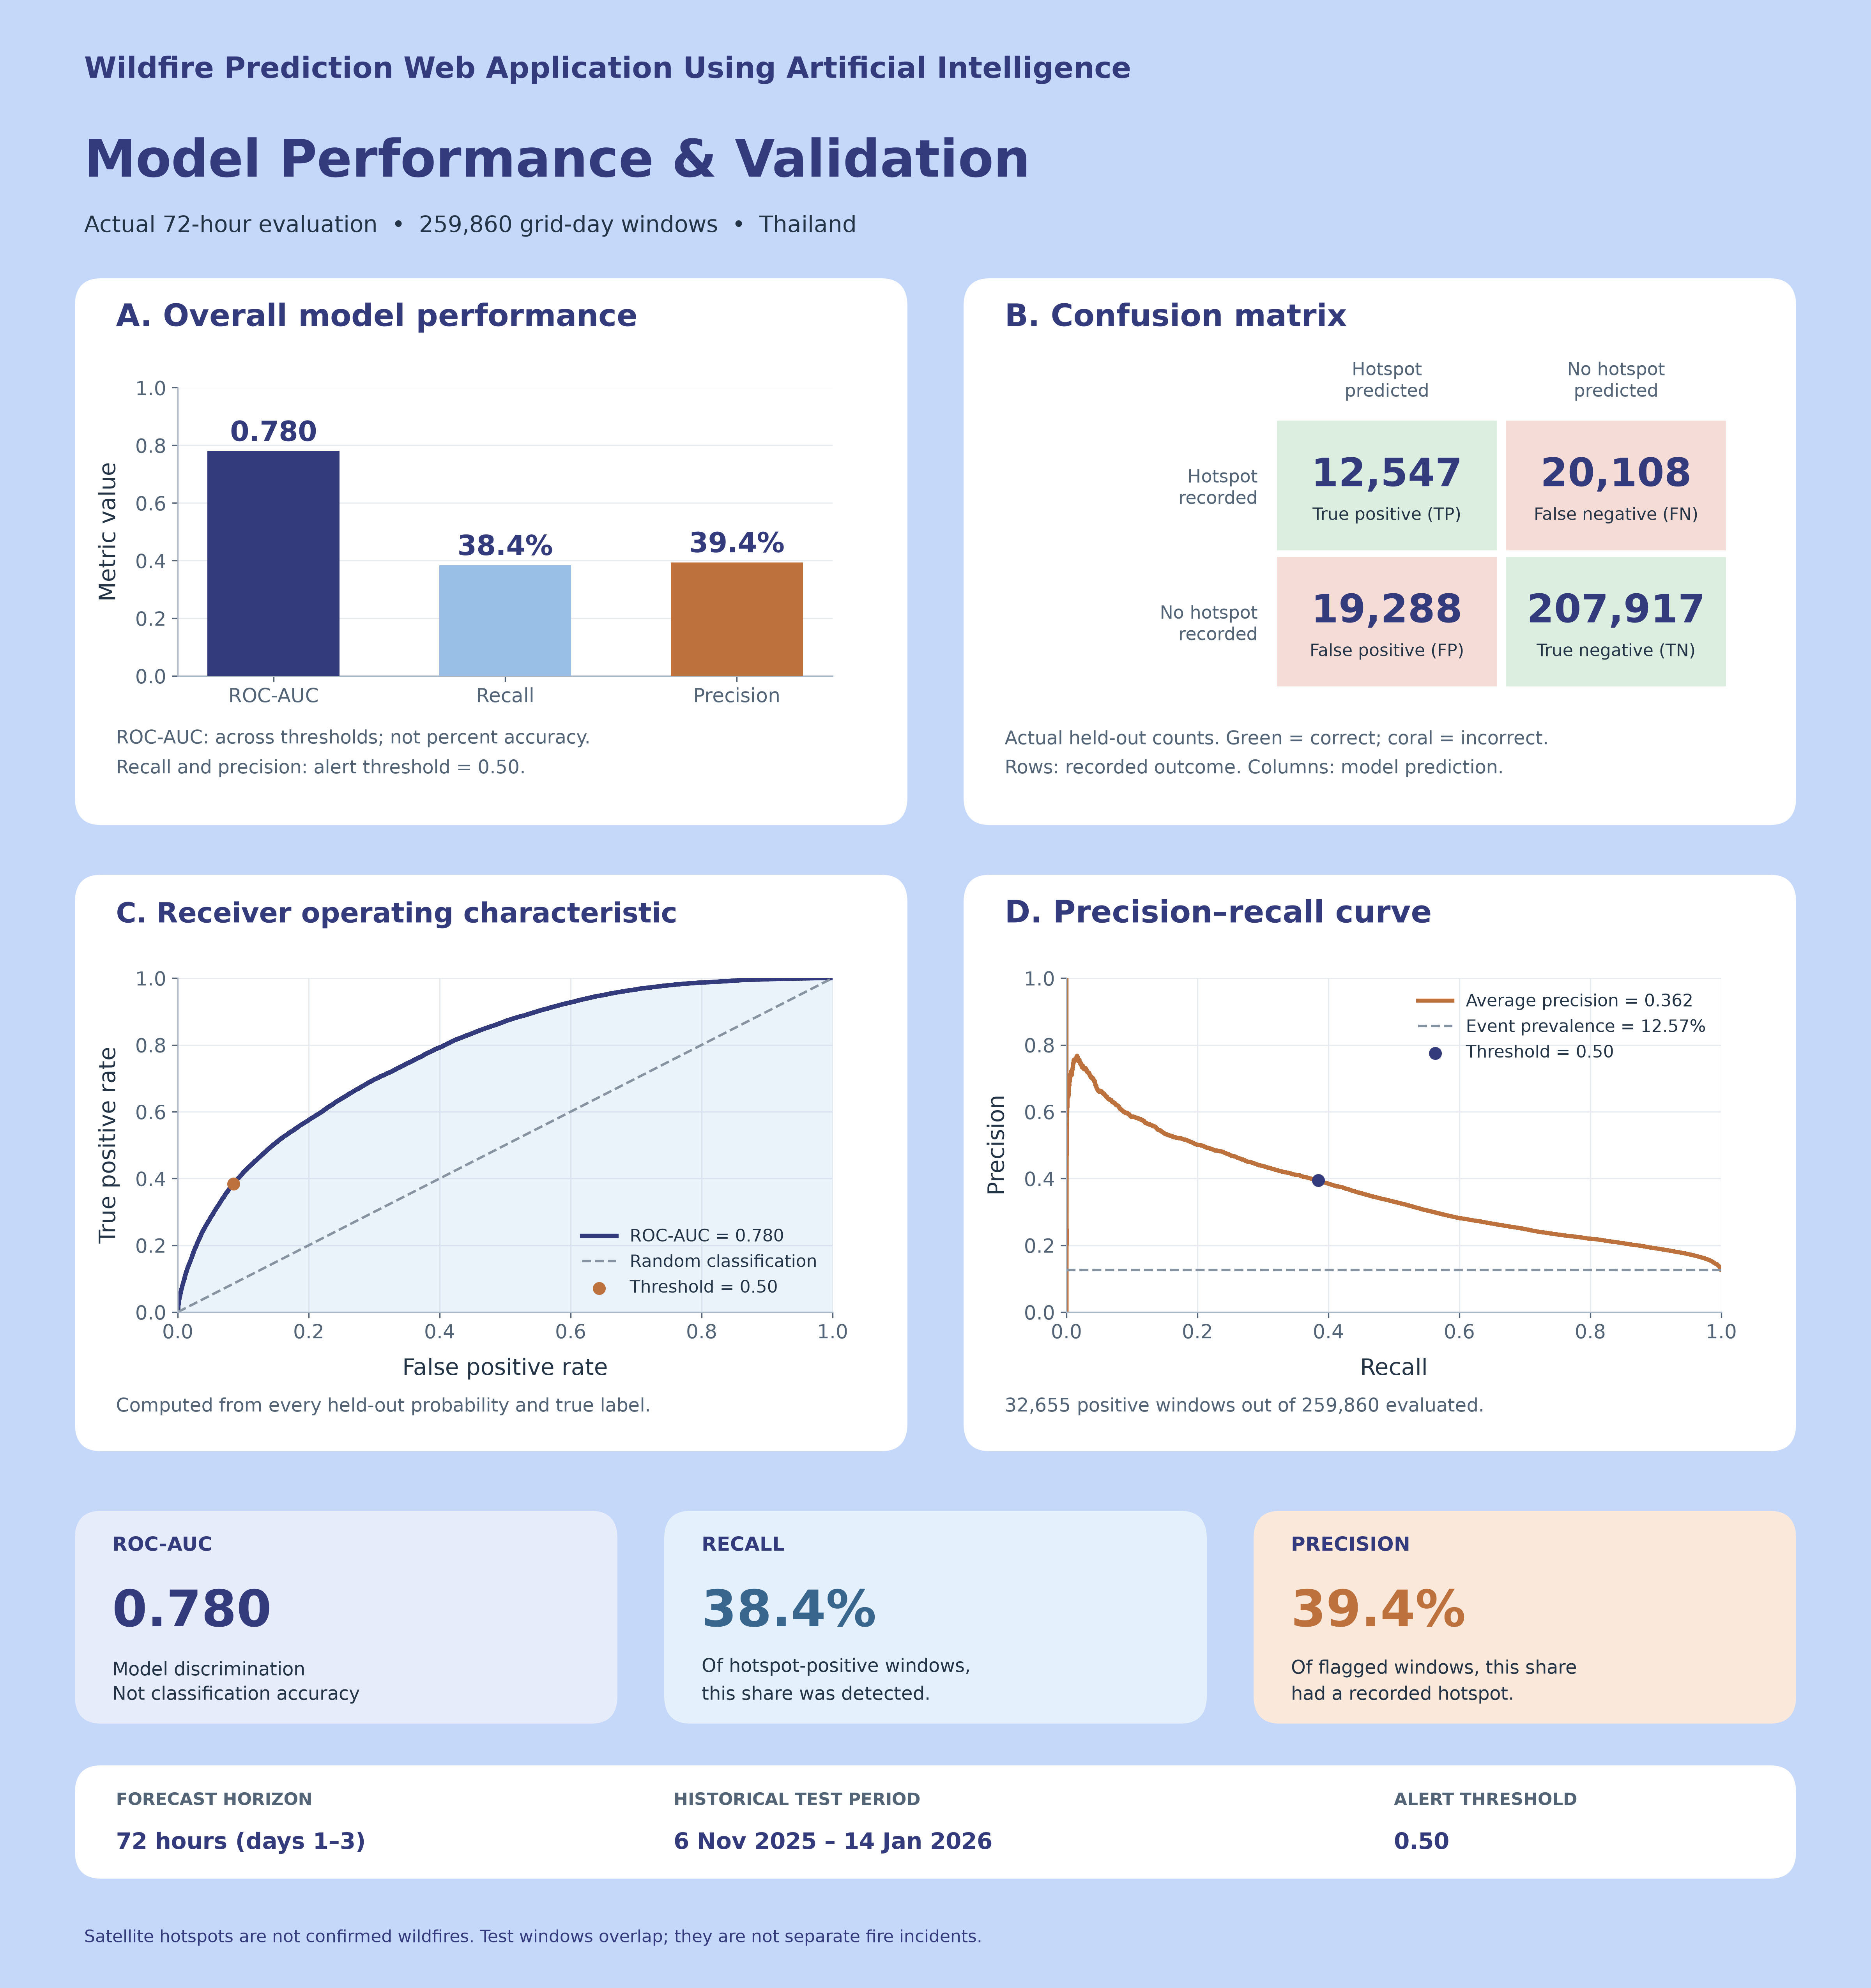 Wildfire Prediction Web Application Using Artificial Intelligence
Model Performance & Validation
Actual 72-hour evaluation • 259,860 grid-day windows • Thailand
A. Overall model performance
1.0
0.8
0.6
0.4
0.2
0.0
Metric value
0.780
38.4%
39.4%
ROC-AUC
Recall
Precision
ROC-AUC: across thresholds; not percent accuracy.
Recall and precision: alert threshold = 0.50.
B. Confusion matrix
Hotspot
predicted
No hotspot
predicted
Hotspot
recorded
12,547
True positive (TP)
20,108
False negative (FN)
No hotspot
recorded
19,288
False positive (FP)
207,917
True negative (TN)
Actual held-out counts. Green = correct; coral = incorrect.
Rows: recorded outcome. Columns: model prediction.
C. Receiver operating characteristic
1.0
0.8
0.6
0.4
0.2
0.0
True positive rate
ROC-AUC = 0.780
Random classification
Threshold = 0.50
0.0 0.2 0.4 0.6 0.8 1.0
False positive rate
Computed from every held-out probability and true label.
D. Precision–recall curve
1.0
0.8
0.6
0.4
0.2
0.0
Precision
Average precision = 0.362
Event prevalence = 12.57%
Threshold = 0.50
0.0 0.2 0.4 0.6 0.8 1.0
Recall
32,655 positive windows out of 259,860 evaluated.
ROC-AUC
0.780
Model discrimination
Not classification accuracy
RECALL
38.4%
Of hotspot-positive windows,
this share was detected.
PRECISION
39.4%
Of flagged windows, this share
had a recorded hotspot.
FORECAST HORIZON
72 hours (days 1–3)
HISTORICAL TEST PERIOD
6 Nov 2025 – 14 Jan 2026
ALERT THRESHOLD
0.50
Satellite hotspots are not confirmed wildfires. Test windows overlap; they are not separate fire incidents.